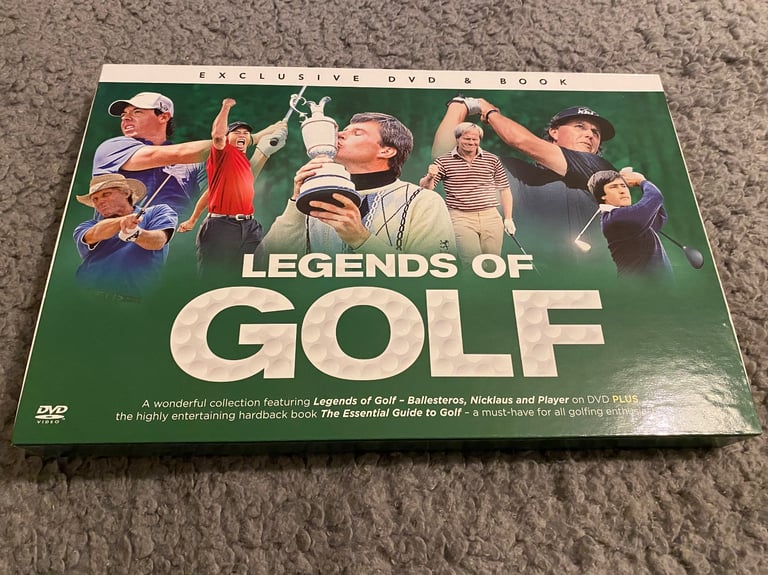 EXCLUSIVE DVD & BOOK
LEGENDS OF
GOLF
A wonderful collection featuring Legends of Golf – Ballesteros, Nicklaus and Player on DVD PLUS
the highly entertaining hardback book The Essential Guide to Golf – a must-have for all golfing
DVD
VIDEO